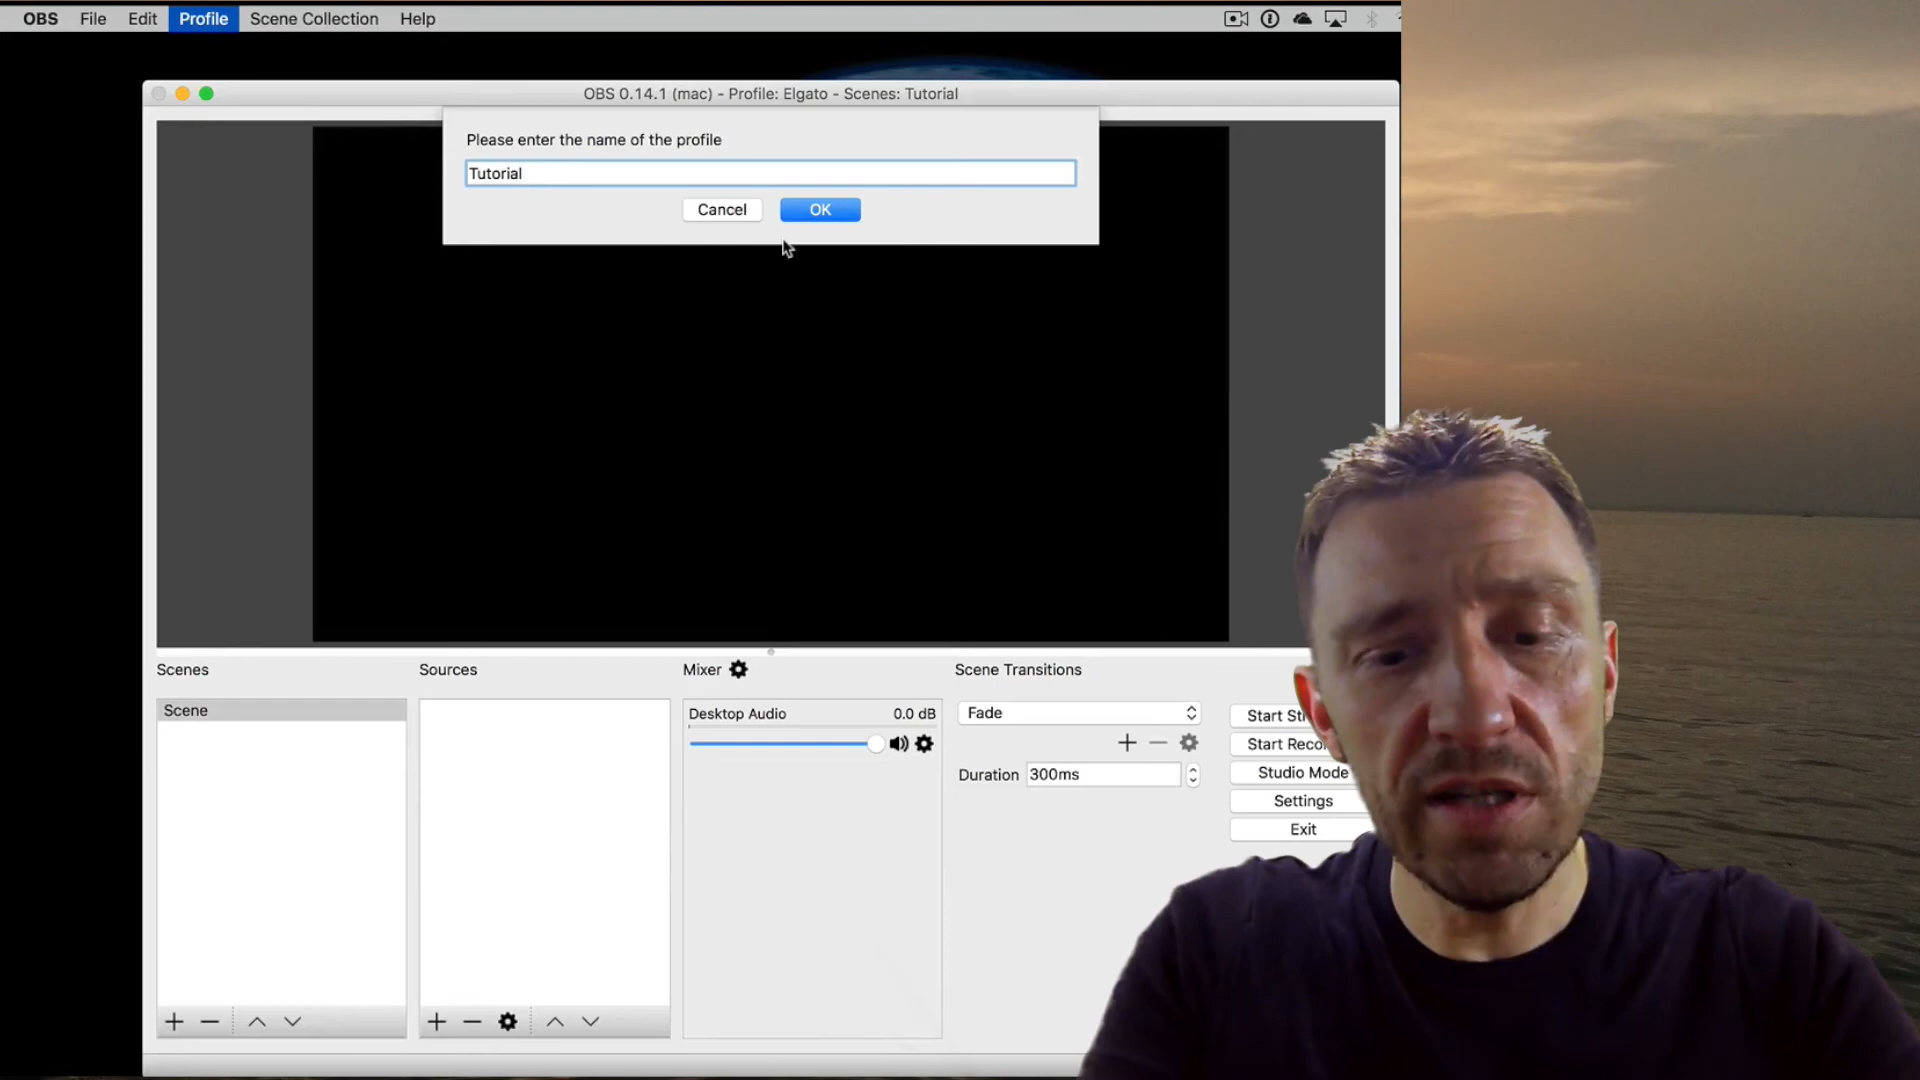 OBS File Edit Profile Scene Collection Help
OBS 0.14.1 (mac) - Profile: Elgato - Scenes: Tutorial
Please enter the name of the profile
Tutorial
Cancel OK
Scenes Sources Mixer Scene Transitions
Scene
Desktop Audio 0.0 dB
Fade
Duration 300ms
Start
Start
Studio Mode
Settings
Exit